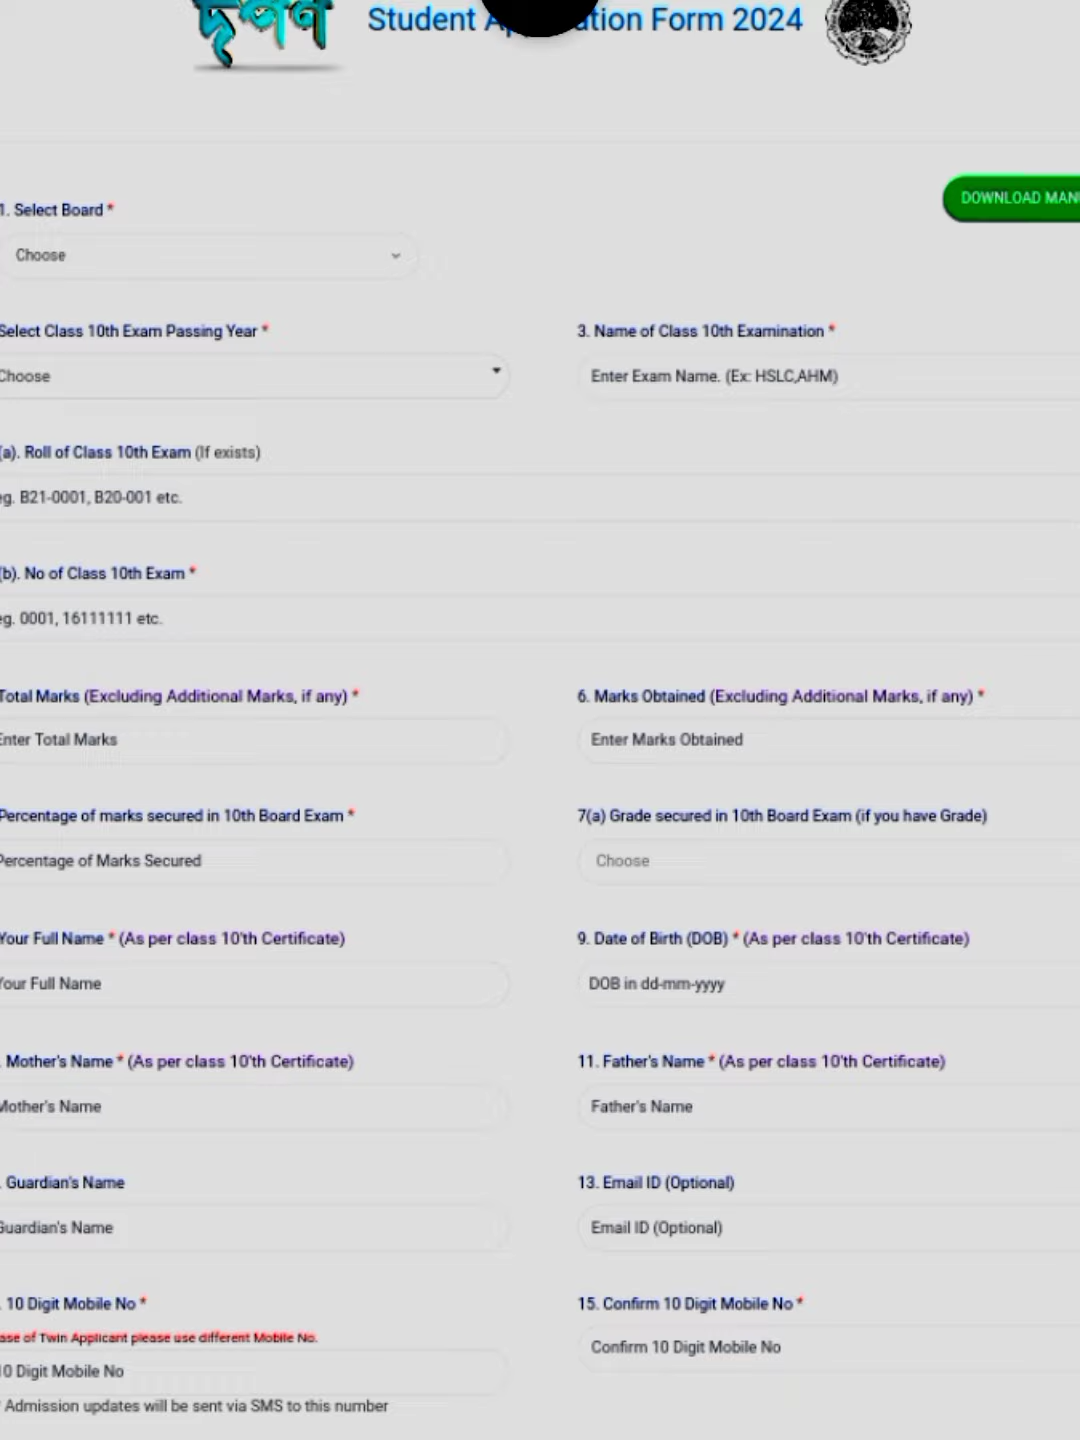 দৰ্পণ
Student Ap ation Form 2024
DOWNLOAD MAN
1. Select Board *
Choose
Select Class 10th Exam Passing Year *
3. Name of Class 10th Examination *
Choose
Enter Exam Name. (Ex: HSLC,AHM)
(a). Roll of Class 10th Exam (If exists)
eg. B21-0001, B20-001 etc.
(b). No of Class 10th Exam *
eg. 0001, 16111111 etc.
Total Marks (Excluding Additional Marks, if any) *
6. Marks Obtained (Excluding Additional Marks, if any) *
Enter Total Marks
Enter Marks Obtained
Percentage of marks secured in 10th Board Exam *
7(a) Grade secured in 10th Board Exam (if you have Grade)
Percentage of Marks Secured
Choose
Your Full Name * (As per class 10'th Certificate)
9. Date of Birth (DOB) * (As per class 10'th Certificate)
Your Full Name
DOB in dd-mm-yyyy
. Mother's Name * (As per class 10'th Certificate)
11. Father's Name * (As per class 10'th Certificate)
Mother's Name
Father's Name
. Guardian's Name
13. Email ID (Optional)
Guardian's Name
Email ID (Optional)
. 10 Digit Mobile No *
15. Confirm 10 Digit Mobile No *
ase of Twin Applicant please use different Mobile No.
10 Digit Mobile No
Confirm 10 Digit Mobile No
* Admission updates will be sent via SMS to this number